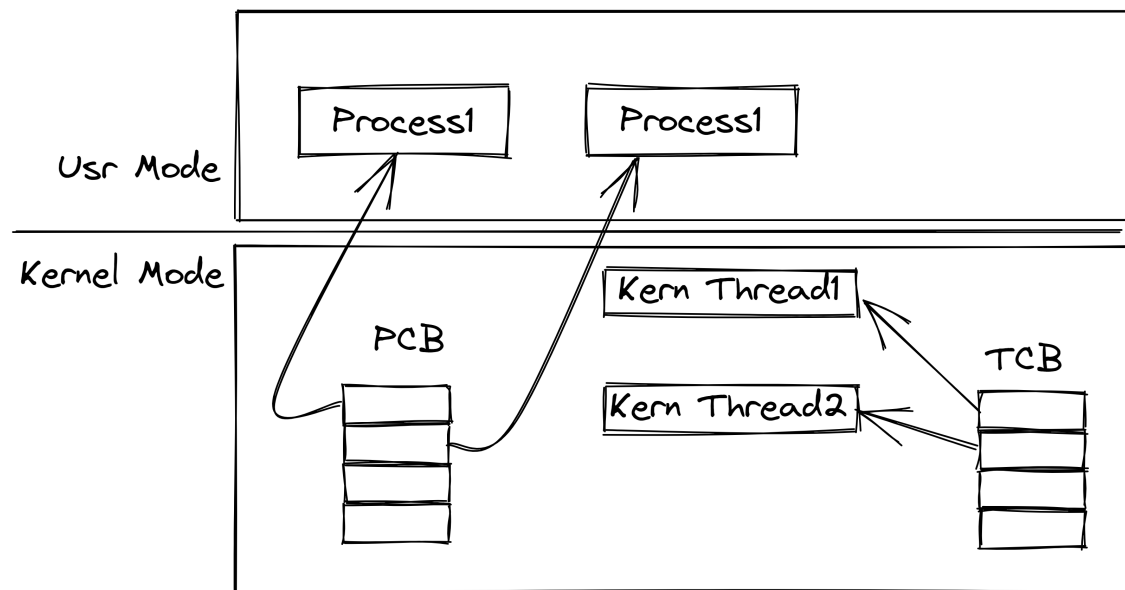 Process1
Process1
Usr Mode
Kernel Mode
Kern Thread1
PCB
TCB
Kern Thread2